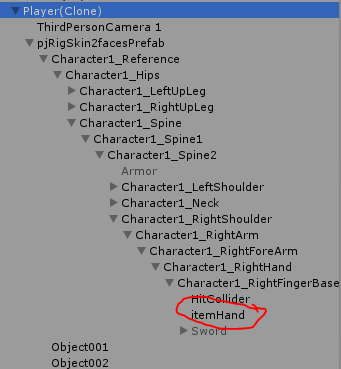 Player(Clone)
ThirdPersonCamera 1
pjRigSkin2facesPrefab
Character1_Reference
Character1_Hips
Character1_LeftUpLeg
Character1_RightUpLeg
Character1_Spine
Character1_Spine1
Character1_Spine2
Armor
Character1_LeftShoulder
Character1_Neck
Character1_RightShoulder
Character1_RightArm
Character1_RightForeArm
Character1_RightHand
Character1_RightFingerBase
HitCollider
itemHand
Sword
Object001
Object002